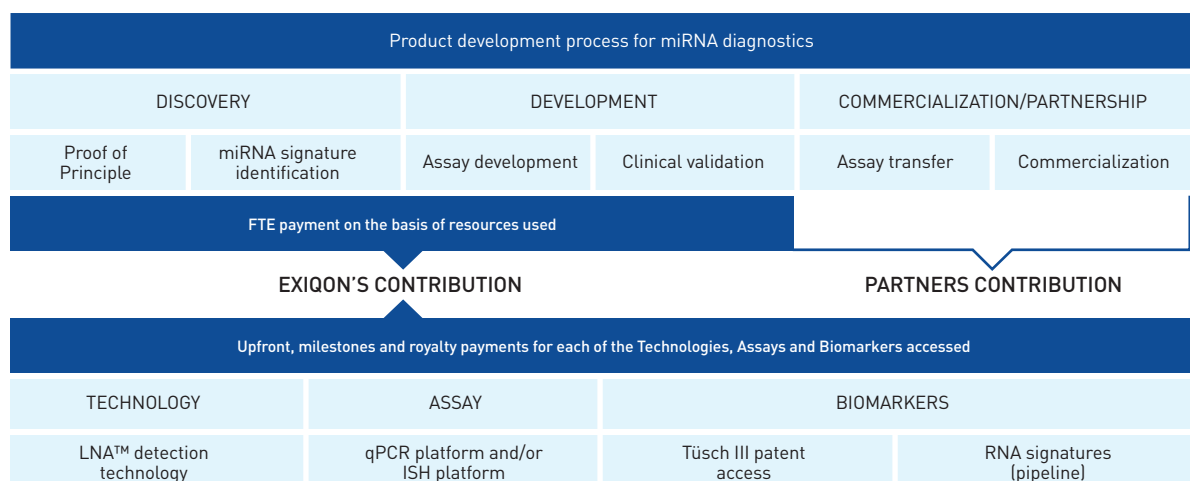 Product development process for miRNA diagnostics
DISCOVERY
DEVELOPMENT
COMMERCIALIZATION/PARTNERSHIP
Proof of
Principle
miRNA signature
identification
Assay development
Clinical validation
Assay transfer
Commercialization
FTE payment on the basis of resources used
EXIQON'S CONTRIBUTION
PARTNERS CONTRIBUTION
Upfront, milestones and royalty payments for each of the Technologies, Assays and Biomarkers accessed
TECHNOLOGY
ASSAY
BIOMARKERS
LNA™ detection
technology
qPCR platform and/or
ISH platform
Tüsch III patent
access
RNA signatures
(pipeline)